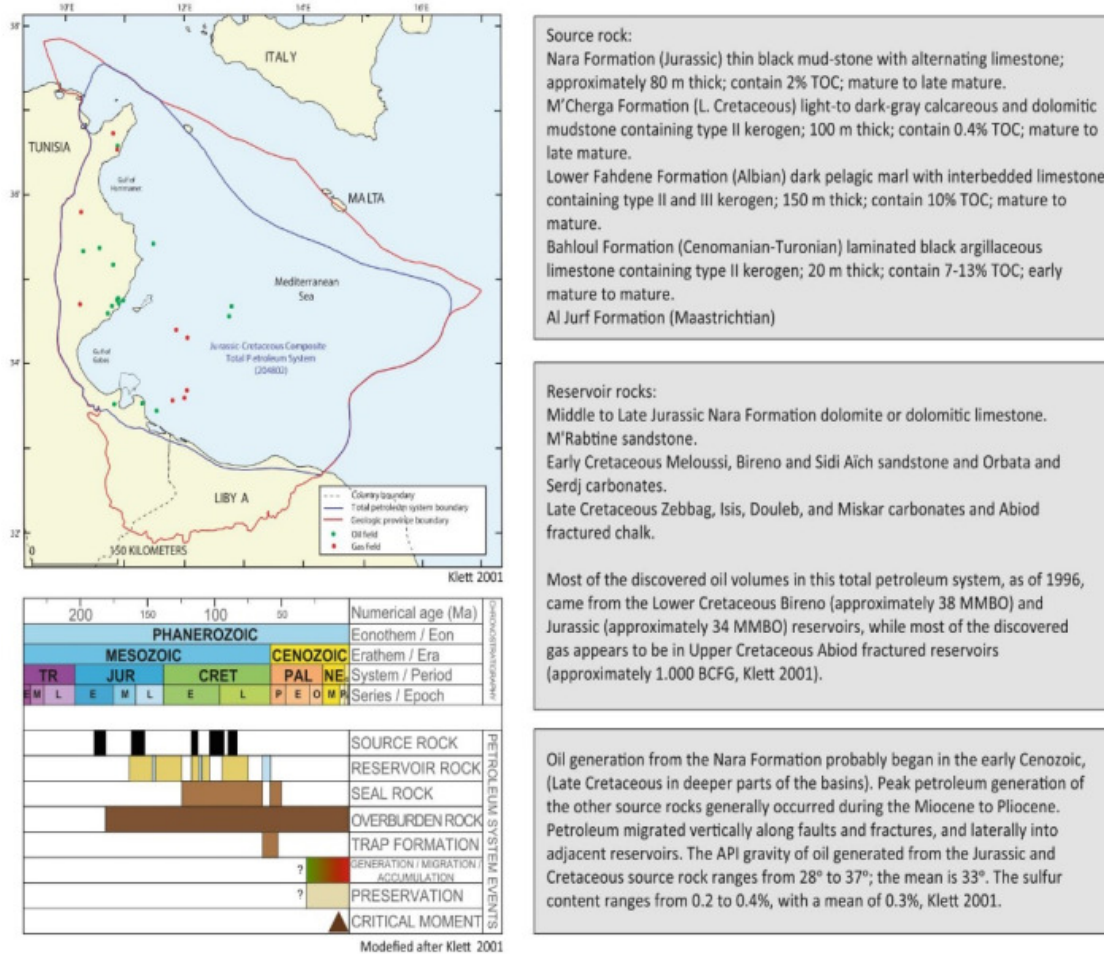 10'E
12'E
14'E
16'E
38'
36'
34'
32'
ITALY
TUNISIA
Gulf of
Hammamet
MALTA
Mediterranean
Sea
Jurassic-Cretaceous Composite
Total Petroleum System
(204802)
Gulf of
Gabes
LIBYA
Country boundary
Total petroleum system boundary
Geologic province boundary
Oil field
Gas field
0 150 KILOMETERS
Klett 2001
200 150 100 50 Numerical age (Ma)
PHANEROZOIC Eonothem / Eon
MESOZOIC CENOZOIC Erathem / Era
TR JUR CRET PAL NE System / Period
E M L E M L E L P E O M P Series / Epoch
CHRONOSTRATIGRAPHY
SOURCE ROCK
RESERVOIR ROCK
SEAL ROCK
OVERBURDEN ROCK
TRAP FORMATION
? GENERATION / MIGRATION /
ACCUMULATION
? PRESERVATION
CRITICAL MOMENT
PETROLEUM SYSTEM EVENTS
Modefied after Klett 2001
Source rock:
Nara Formation (Jurassic) thin black mud-stone with alternating limestone;
approximately 80 m thick; contain 2% TOC; mature to late mature.
M'Cherga Formation (L. Cretaceous) light-to dark-gray calcareous and dolomitic
mudstone containing type II kerogen; 100 m thick; contain 0.4% TOC; mature to
late mature.
Lower Fahdene Formation (Albian) dark pelagic marl with interbedded limestone
containing type II and III kerogen; 150 m thick; contain 10% TOC; mature to
mature.
Bahloul Formation (Cenomanian-Turonian) laminated black argillaceous
limestone containing type II kerogen; 20 m thick; contain 7-13% TOC; early
mature to mature.
Al Jurf Formation (Maastrichtian)
Reservoir rocks:
Middle to Late Jurassic Nara Formation dolomite or dolomitic limestone.
M'Rabtine sandstone.
Early Cretaceous Meloussi, Bireno and Sidi Aïch sandstone and Orbata and
Serdj carbonates.
Late Cretaceous Zebbag, Isis, Douleb, and Miskar carbonates and Abiod
fractured chalk.
Most of the discovered oil volumes in this total petroleum system, as of 1996,
came from the Lower Cretaceous Bireno (approximately 38 MMBO) and
Jurassic (approximately 34 MMBO) reservoirs, while most of the discovered
gas appears to be in Upper Cretaceous Abiod fractured reservoirs
(approximately 1.000 BCFG, Klett 2001).
Oil generation from the Nara Formation probably began in the early Cenozoic,
(Late Cretaceous in deeper parts of the basins). Peak petroleum generation of
the other source rocks generally occurred during the Miocene to Pliocene.
Petroleum migrated vertically along faults and fractures, and laterally into
adjacent reservoirs. The API gravity of oil generated from the Jurassic and
Cretaceous source rock ranges from 28° to 37°; the mean is 33°. The sulfur
content ranges from 0.2 to 0.4%, with a mean of 0.3%, Klett 2001.